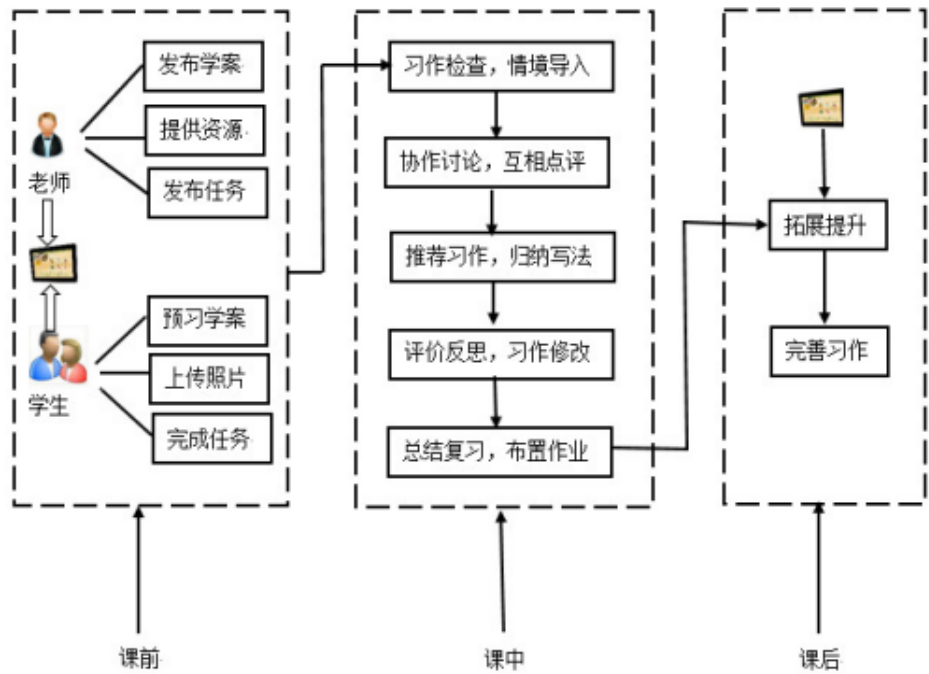 发布学案
提供资源
发布任务
老师
预习学案
上传照片
完成任务
学生
课前
习作检查，情境导入
协作讨论，互相点评
推荐习作，归纳写法
评价反思，习作修改
总结复习，布置作业
课中
拓展提升
完善习作
课后